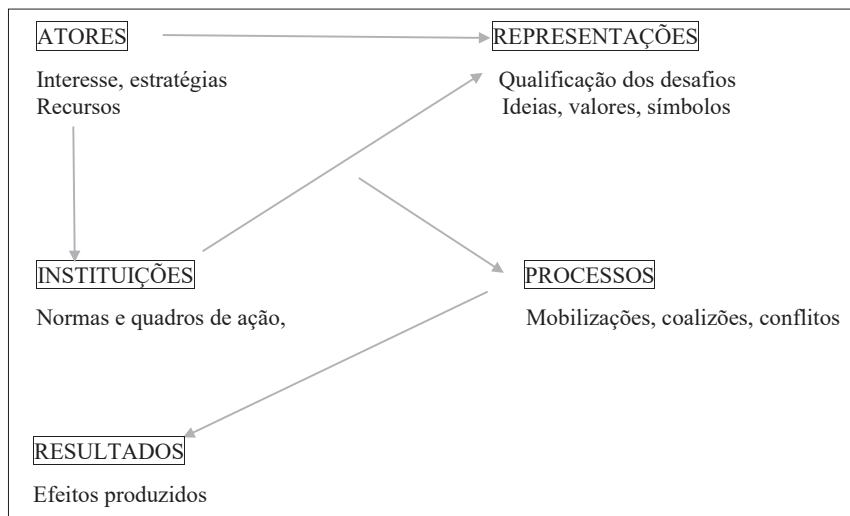 ATORES
REPRESENTAÇÕES
Interesse, estratégias
Recursos
Qualificação dos desafios
Ideias, valores, símbolos
INSTITUIÇÕES
PROCESSOS
Normas e quadros de ação,
Mobilizações, coalizões, conflitos
RESULTADOS
Efeitos produzidos